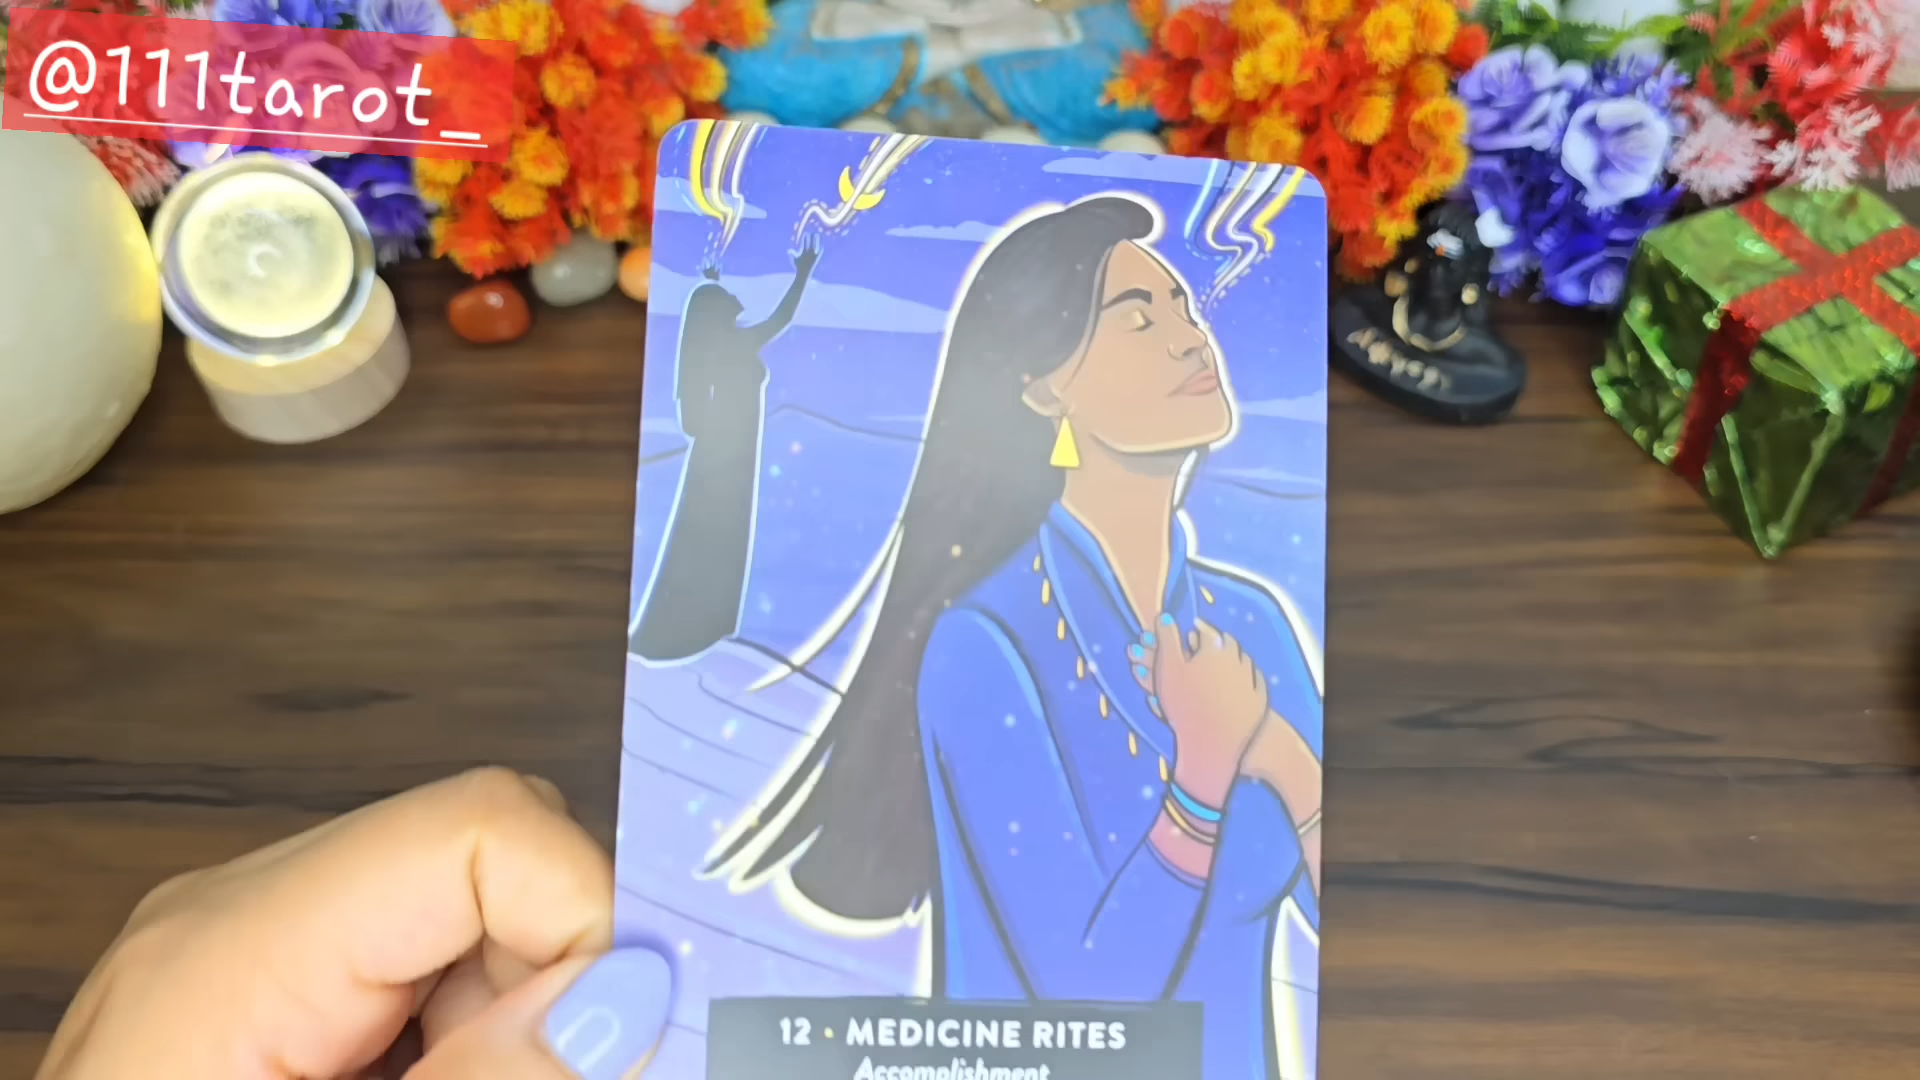 @111tarot_
12 • MEDICINE RITES
Accomplishment